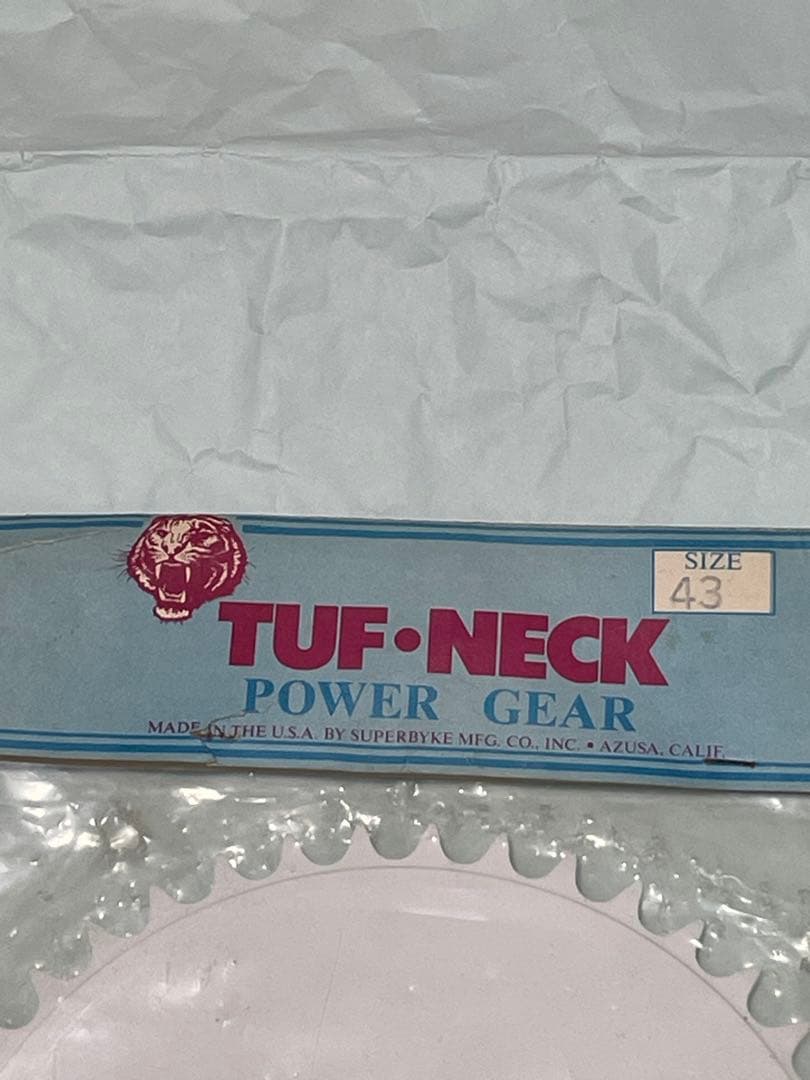 SIZE
43
TUF•NECK
POWER GEAR
MADE IN THE U.S.A. BY SUPERBYKE MFG. CO., INC. • AZUSA, CALIF.